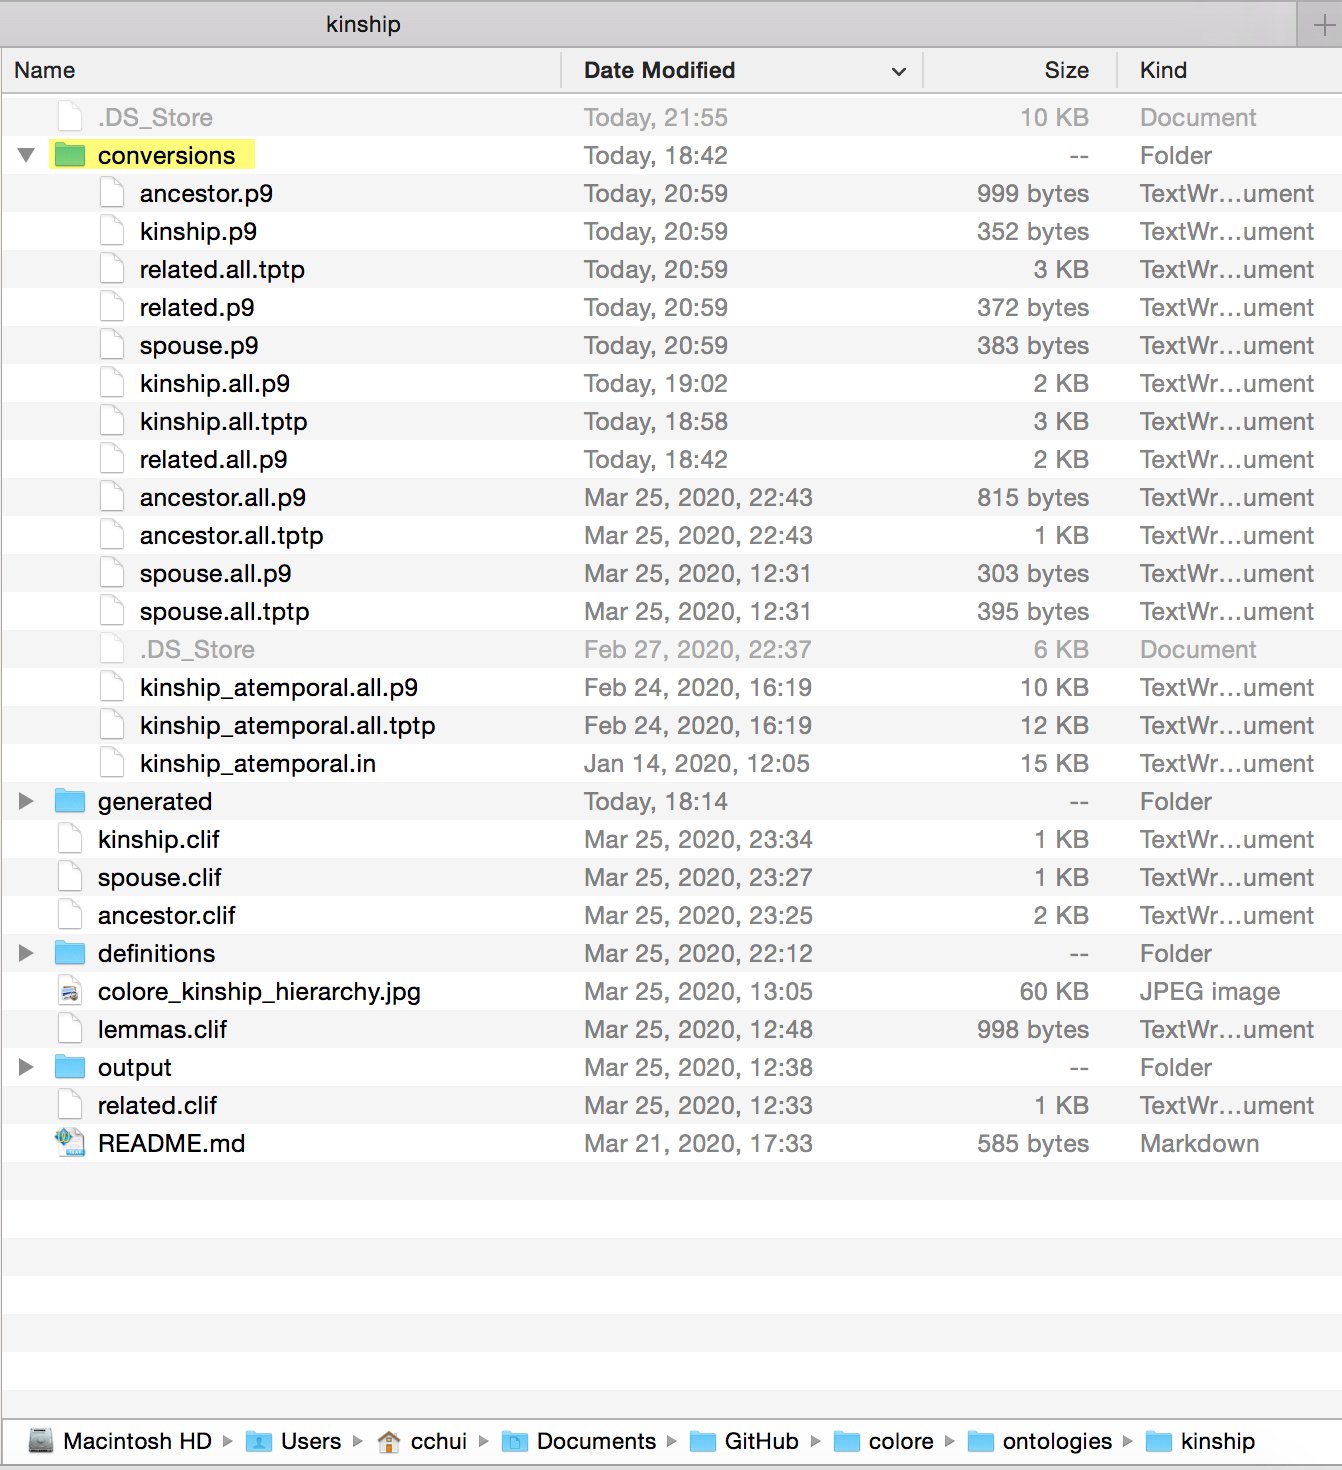 kinship
Name Date Modified Size Kind
.DS_Store Today, 21:55 10 KB Document
conversions Today, 18:42 -- Folder
ancestor.p9 Today, 20:59 999 bytes TextWr...ument
kinship.p9 Today, 20:59 352 bytes TextWr...ument
related.all.tptp Today, 20:59 3 KB TextWr...ument
related.p9 Today, 20:59 372 bytes TextWr...ument
spouse.p9 Today, 20:59 383 bytes TextWr...ument
kinship.all.p9 Today, 19:02 2 KB TextWr...ument
kinship.all.tptp Today, 18:58 3 KB TextWr...ument
related.all.p9 Today, 18:42 2 KB TextWr...ument
ancestor.all.p9 Mar 25, 2020, 22:43 815 bytes TextWr...ument
ancestor.all.tptp Mar 25, 2020, 22:43 1 KB TextWr...ument
spouse.all.p9 Mar 25, 2020, 12:31 303 bytes TextWr...ument
spouse.all.tptp Mar 25, 2020, 12:31 395 bytes TextWr...ument
.DS_Store Feb 27, 2020, 22:37 6 KB Document
kinship_atemporal.all.p9 Feb 24, 2020, 16:19 10 KB TextWr...ument
kinship_atemporal.all.tptp Feb 24, 2020, 16:19 12 KB TextWr...ument
kinship_atemporal.in Jan 14, 2020, 12:05 15 KB TextWr...ument
generated Today, 18:14 -- Folder
kinship.clif Mar 25, 2020, 23:34 1 KB TextWr...ument
spouse.clif Mar 25, 2020, 23:27 1 KB TextWr...ument
ancestor.clif Mar 25, 2020, 23:25 2 KB TextWr...ument
definitions Mar 25, 2020, 22:12 -- Folder
colore_kinship_hierarchy.jpg Mar 25, 2020, 13:05 60 KB JPEG image
lemmas.clif Mar 25, 2020, 12:48 998 bytes TextWr...ument
output Mar 25, 2020, 12:38 -- Folder
related.clif Mar 25, 2020, 12:33 1 KB TextWr...ument
README.md Mar 21, 2020, 17:33 585 bytes Markdown
Macintosh HD Users cchui Documents GitHub colore ontologies kinship